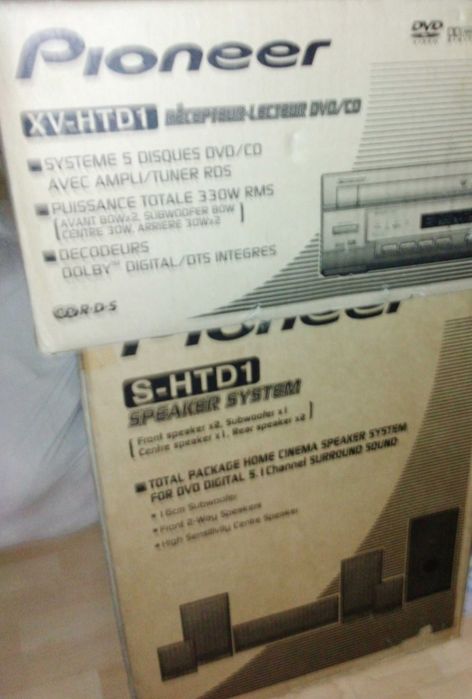 Pioneer
DVD
VIDEO
XV-HTD1 RÉCEPTEUR-LECTEUR DVD/CD
SYSTEME 5 DISQUES DVD/CD
AVEC AMPLI/TUNER RDS
PUISSANCE TOTALE 330W RMS
[AVANT 80Wx2, SUBWOOFER 80W
CENTRE 30W, ARRIERE 30Wx2]
DECODEURS
DOLBY™ DIGITAL/DTS INTEGRES
R·D·S
Pioneer
S-HTD1
SPEAKER SYSTEM
[Front speaker x2, Subwoofer x1
Centre speaker x1, Rear speaker x2]
TOTAL PACKAGE HOME CINEMA SPEAKER SYSTEM
FOR DVD DIGITAL 5.1 Channel SURROUND SOUND
• 16cm Subwoofer
• Front 2-Way Speakers
• High Sensitivity Centre Speaker